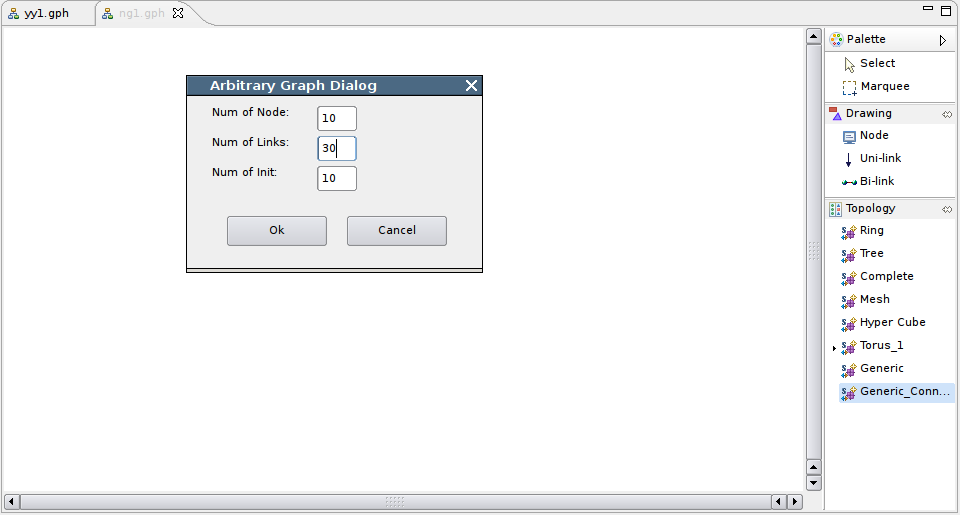 yy1.gph
ng1.gph
Arbitrary Graph Dialog
Num of Node: 10
Num of Links: 30
Num of Init: 10
Ok Cancel
Palette
Select
Marquee
Drawing
Node
Uni-link
Bi-link
Topology
Ring
Tree
Complete
Mesh
Hyper Cube
Torus_1
Generic
Generic_Conn...